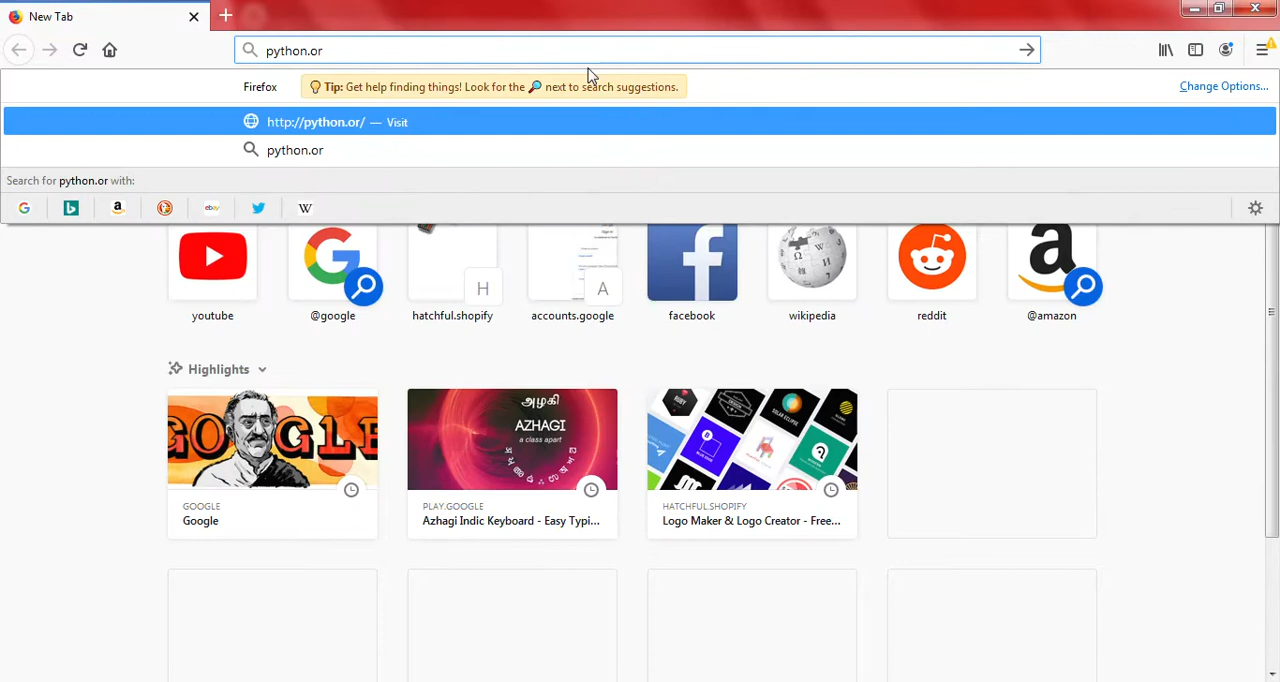 New Tab
python.or
Firefox
Tip: Get help finding things! Look for the 🔎 next to search suggestions.
Change Options...
http://python.or/ — Visit
python.or
Search for python.or with:
G
b
a
ebay
W
H
A
f
a
youtube
@google
hatchful.shopify
accounts.google
facebook
wikipedia
reddit
@amazon
Highlights
GOOGLE
அழகி
AZHAGI
a class apart
GOOGLE
Google
PLAY.GOOGLE
Azhagi Indic Keyboard - Easy Typi...
HATCHFUL.SHOPIFY
Logo Maker & Logo Creator - Free...